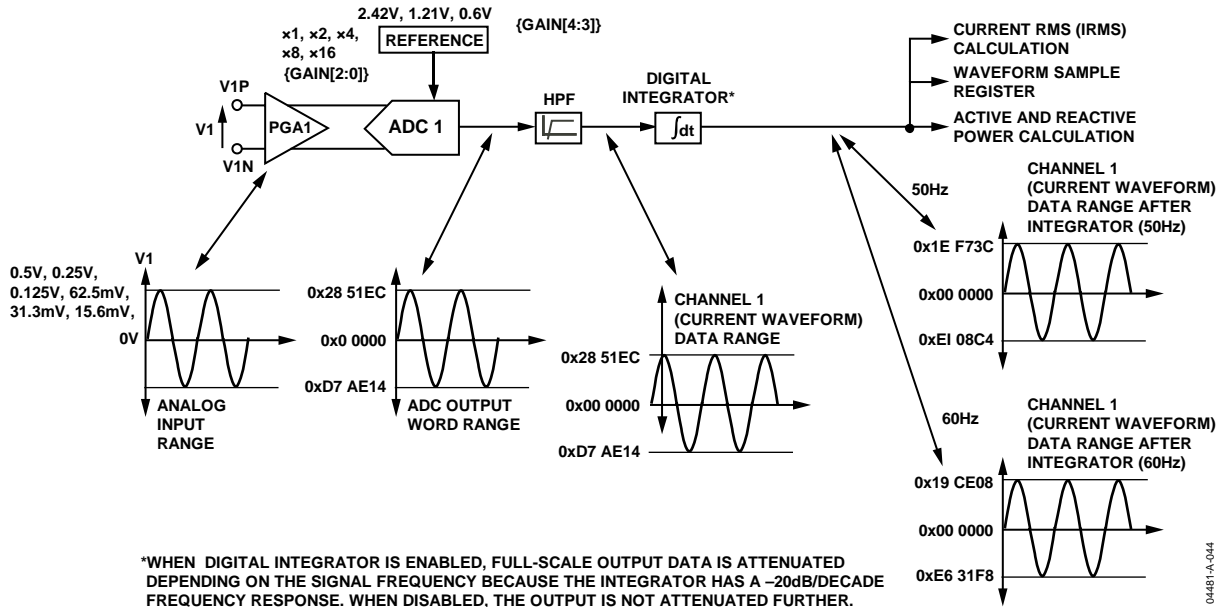 2.42V, 1.21V, 0.6V
{GAIN[4:3]}
×1, ×2, ×4,
×8, ×16
{GAIN[2:0]}
REFERENCE
V1P
V1
V1N
PGA1
ADC 1
HPF
DIGITAL
INTEGRATOR*
∫dt
CURRENT RMS (IRMS)
CALCULATION
WAVEFORM SAMPLE
REGISTER
ACTIVE AND REACTIVE
POWER CALCULATION
50Hz
CHANNEL 1
(CURRENT WAVEFORM)
DATA RANGE AFTER
INTEGRATOR (50Hz)
0x1E F73C
0x00 0000
0xEI 08C4
V1
0.5V, 0.25V,
0.125V, 62.5mV,
31.3mV, 15.6mV,
0V
ANALOG
INPUT
RANGE
0x28 51EC
0x0 0000
0xD7 AE14
ADC OUTPUT
WORD RANGE
CHANNEL 1
(CURRENT WAVEFORM)
DATA RANGE
0x28 51EC
0x00 0000
0xD7 AE14
60Hz
CHANNEL 1
(CURRENT WAVEFORM)
DATA RANGE AFTER
INTEGRATOR (60Hz)
0x19 CE08
0x00 0000
0xE6 31F8
*WHEN DIGITAL INTEGRATOR IS ENABLED, FULL-SCALE OUTPUT DATA IS ATTENUATED
DEPENDING ON THE SIGNAL FREQUENCY BECAUSE THE INTEGRATOR HAS A –20dB/DECADE
FREQUENCY RESPONSE. WHEN DISABLED, THE OUTPUT IS NOT ATTENUATED FURTHER.
04481-A-044